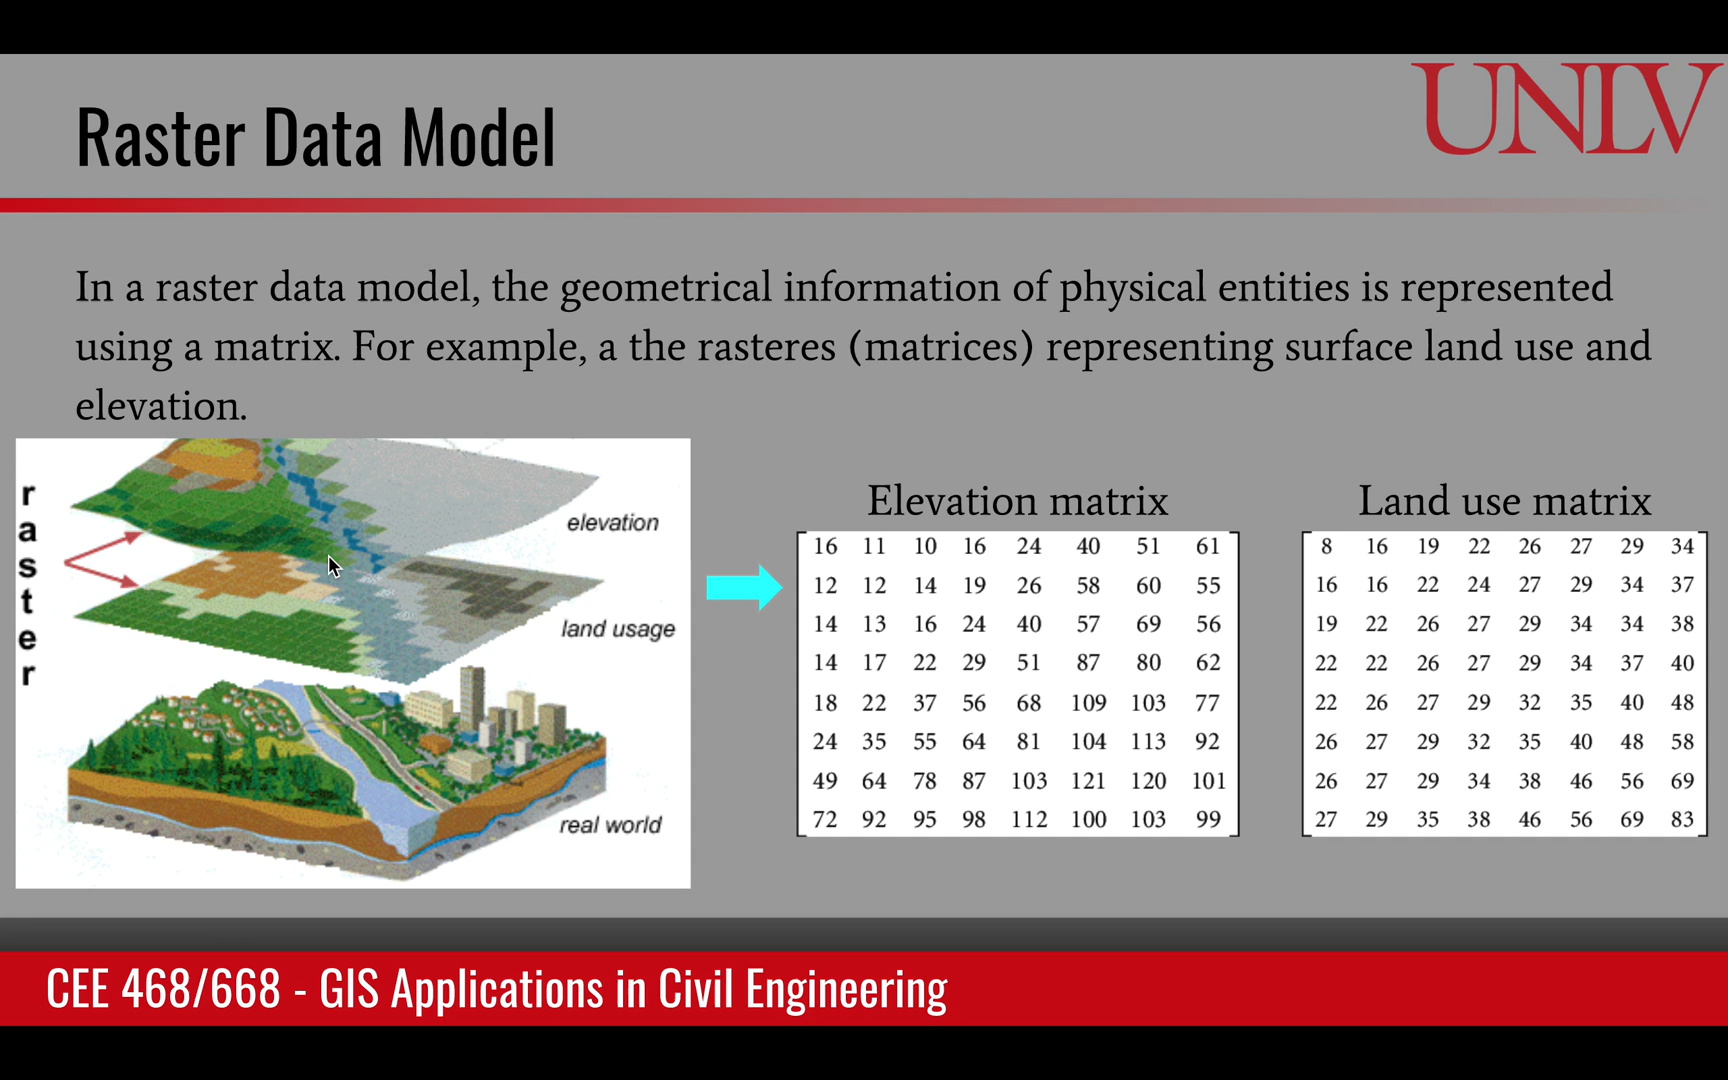 UNLV
Raster Data Model
In a raster data model, the geometrical information of physical entities is represented
using a matrix. For example, a the rasteres (matrices) representing surface land use and
elevation.
raster
elevation
land usage
real world
Elevation matrix
16 11 10 16 24 40 51 61
12 12 14 19 26 58 60 55
14 13 16 24 40 57 69 56
14 17 22 29 51 87 80 62
18 22 37 56 68 109 103 77
24 35 55 64 81 104 113 92
49 64 78 87 103 121 120 101
72 92 95 98 112 100 103 99
Land use matrix
8 16 19 22 26 27 29 34
16 16 22 24 27 29 34 37
19 22 26 27 29 34 34 38
22 22 26 27 29 34 37 40
22 26 27 29 32 35 40 48
26 27 29 32 35 40 48 58
26 27 29 34 38 46 56 69
27 29 35 38 46 56 69 83
CEE 468/668 - GIS Applications in Civil Engineering